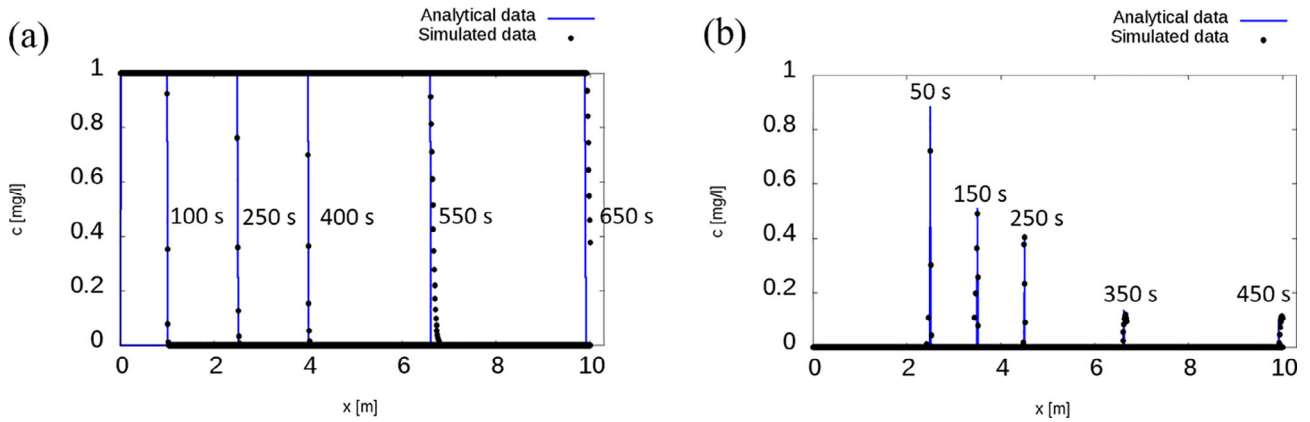 (a)
Analytical data
Simulated data
1
0.8
0.6
0.4
0.2
0
c [mg/l]
100 s
250 s
400 s
550 s
650 s
0
2
4
6
8
10
x [m]
(b)
Analytical data
Simulated data
1
0.8
0.6
0.4
0.2
0
c [mg/l]
50 s
150 s
250 s
350 s
450 s
0
2
4
6
8
10
x [m]